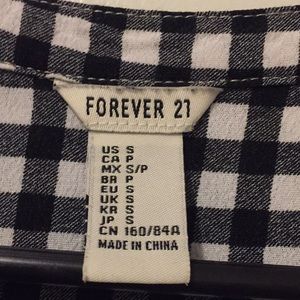 FOREVER 21
US S
CA P
MX S/P
BR P
EU S
UK S
KR S
JP S
CN 160/84A
MADE IN CHINA